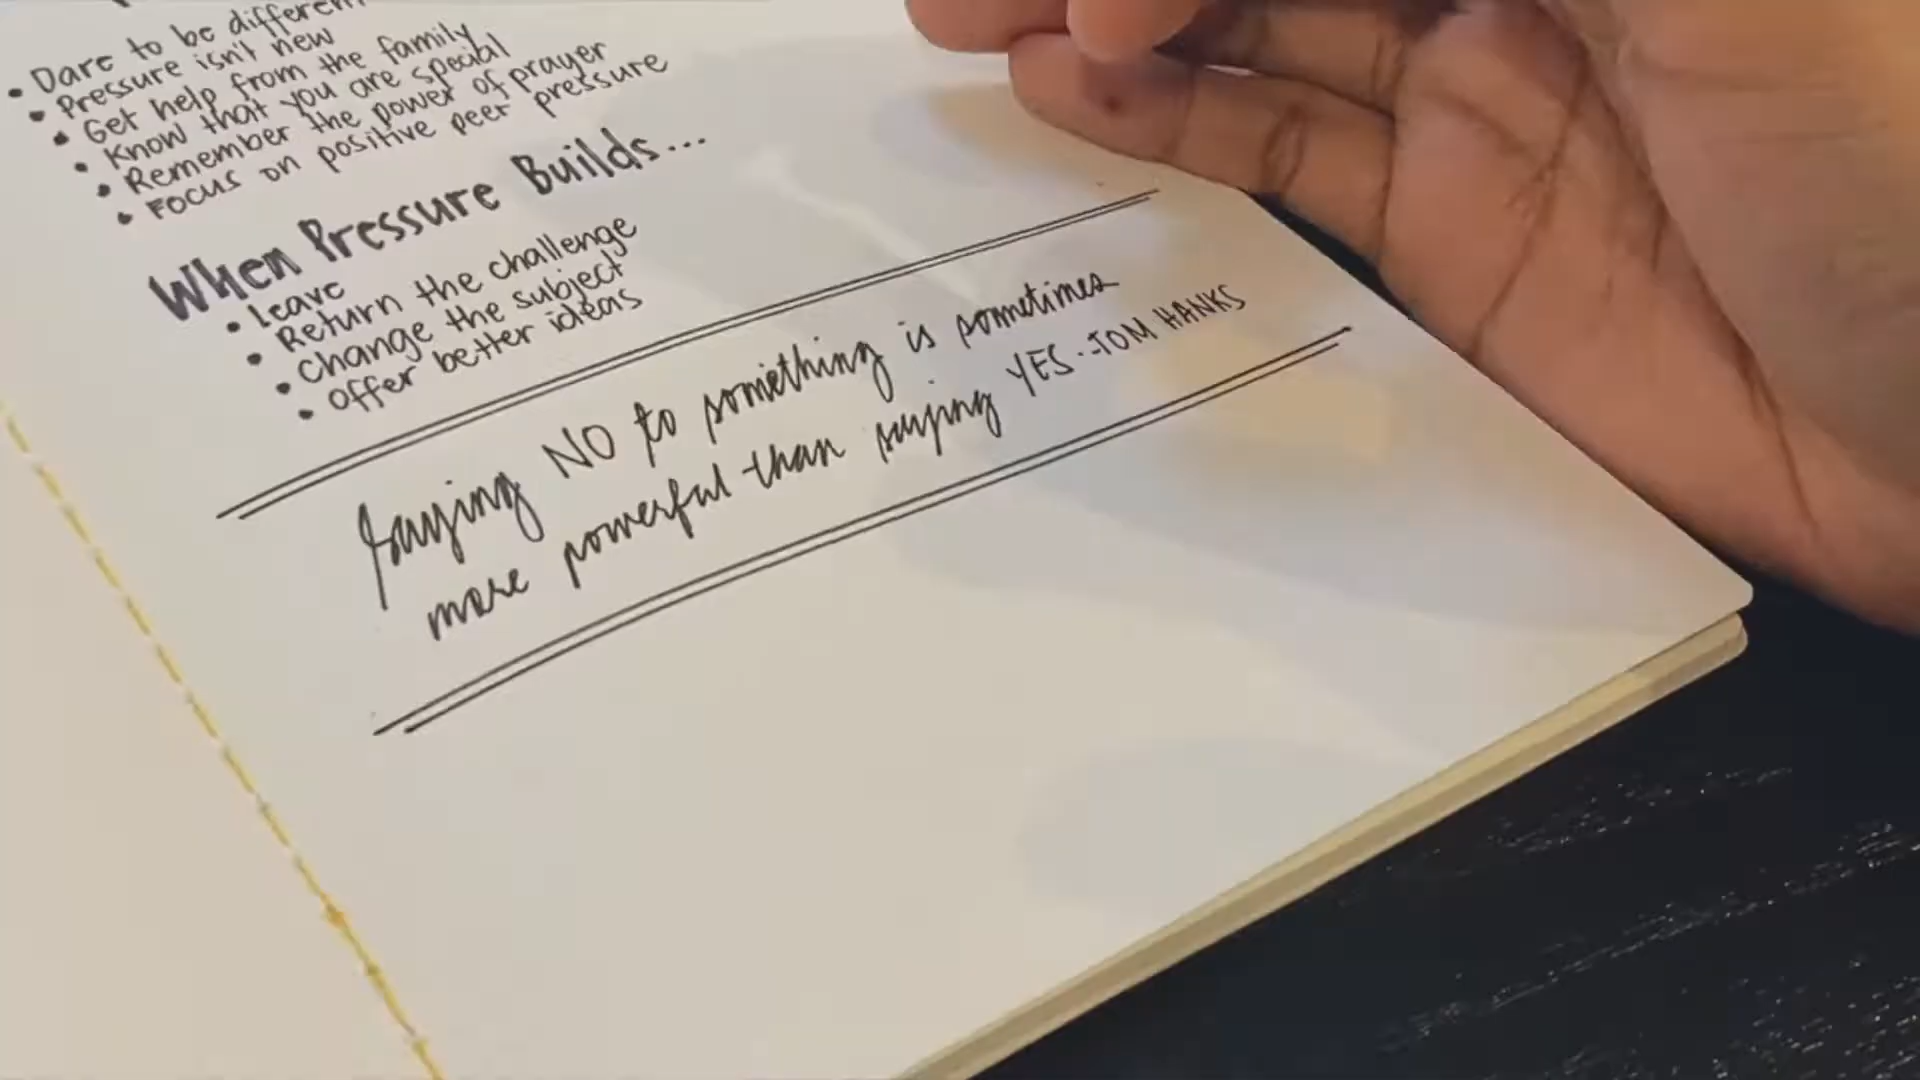 • Dare to be different
• Pressure isn't new
• Get help from the family
• Know that you are special
• Remember the power of prayer
• Focus on positive peer pressure
When Pressure Builds...
• Leave
• Return the challenge
• Change the subject
• Offer better ideas
Saying NO to something is sometimes
more powerful than saying YES.-TOM HANKS